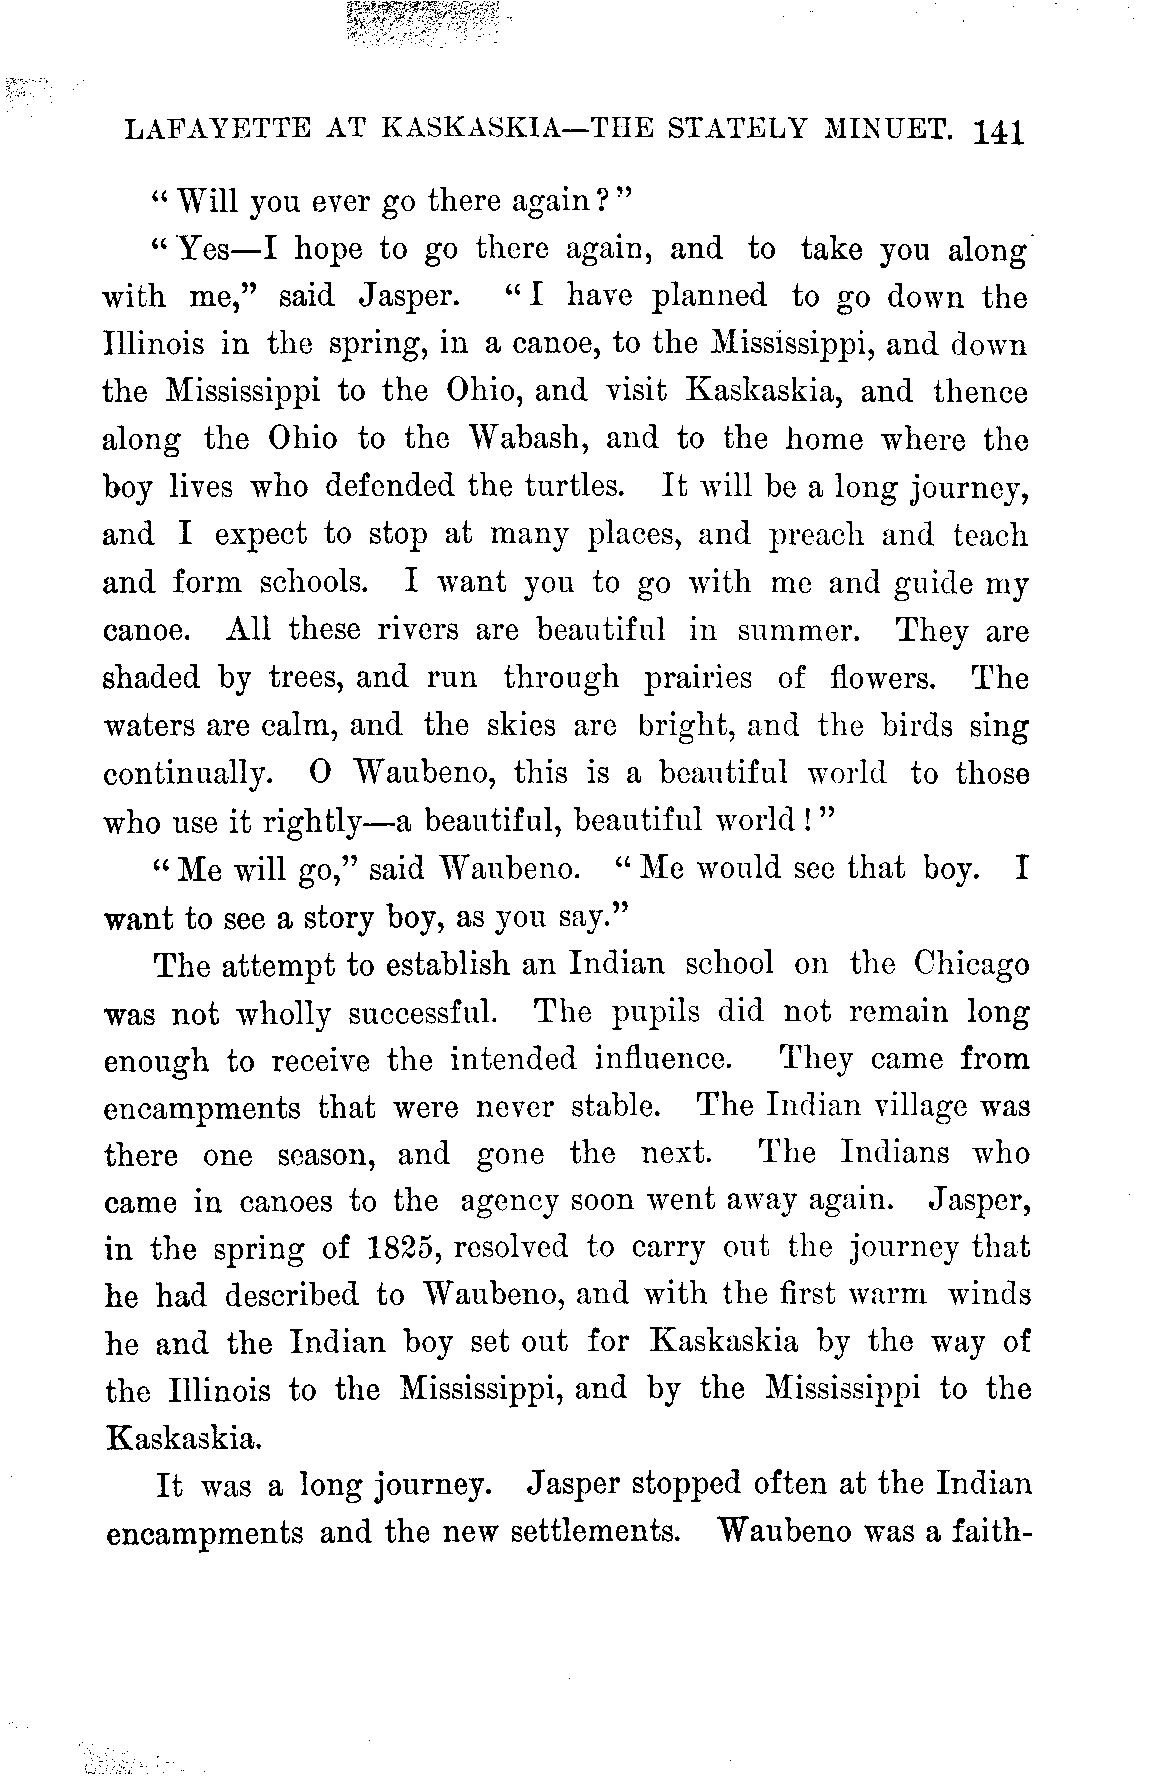 LAFAYETTE AT KASKASKIA—THE STATELY MINUET. 141
"Will you ever go there again?"
"Yes—I hope to go there again, and to take you along
with me," said Jasper. "I have planned to go down the
Illinois in the spring, in a canoe, to the Mississippi, and down
the Mississippi to the Ohio, and visit Kaskaskia, and thence
along the Ohio to the Wabash, and to the home where the
boy lives who defended the turtles. It will be a long journey,
and I expect to stop at many places, and preach and teach
and form schools. I want you to go with me and guide my
canoe. All these rivers are beautiful in summer. They are
shaded by trees, and run through prairies of flowers. The
waters are calm, and the skies are bright, and the birds sing
continually. O Waubeno, this is a beautiful world to those
who use it rightly—a beautiful, beautiful world!"
"Me will go," said Waubeno. "Me would see that boy. I
want to see a story boy, as you say."
The attempt to establish an Indian school on the Chicago
was not wholly successful. The pupils did not remain long
enough to receive the intended influence. They came from
encampments that were never stable. The Indian village was
there one season, and gone the next. The Indians who
came in canoes to the agency soon went away again. Jasper,
in the spring of 1825, resolved to carry out the journey that
he had described to Waubeno, and with the first warm winds
he and the Indian boy set out for Kaskaskia by the way of
the Illinois to the Mississippi, and by the Mississippi to the
Kaskaskia.
It was a long journey. Jasper stopped often at the Indian
encampments and the new settlements. Waubeno was a faith-